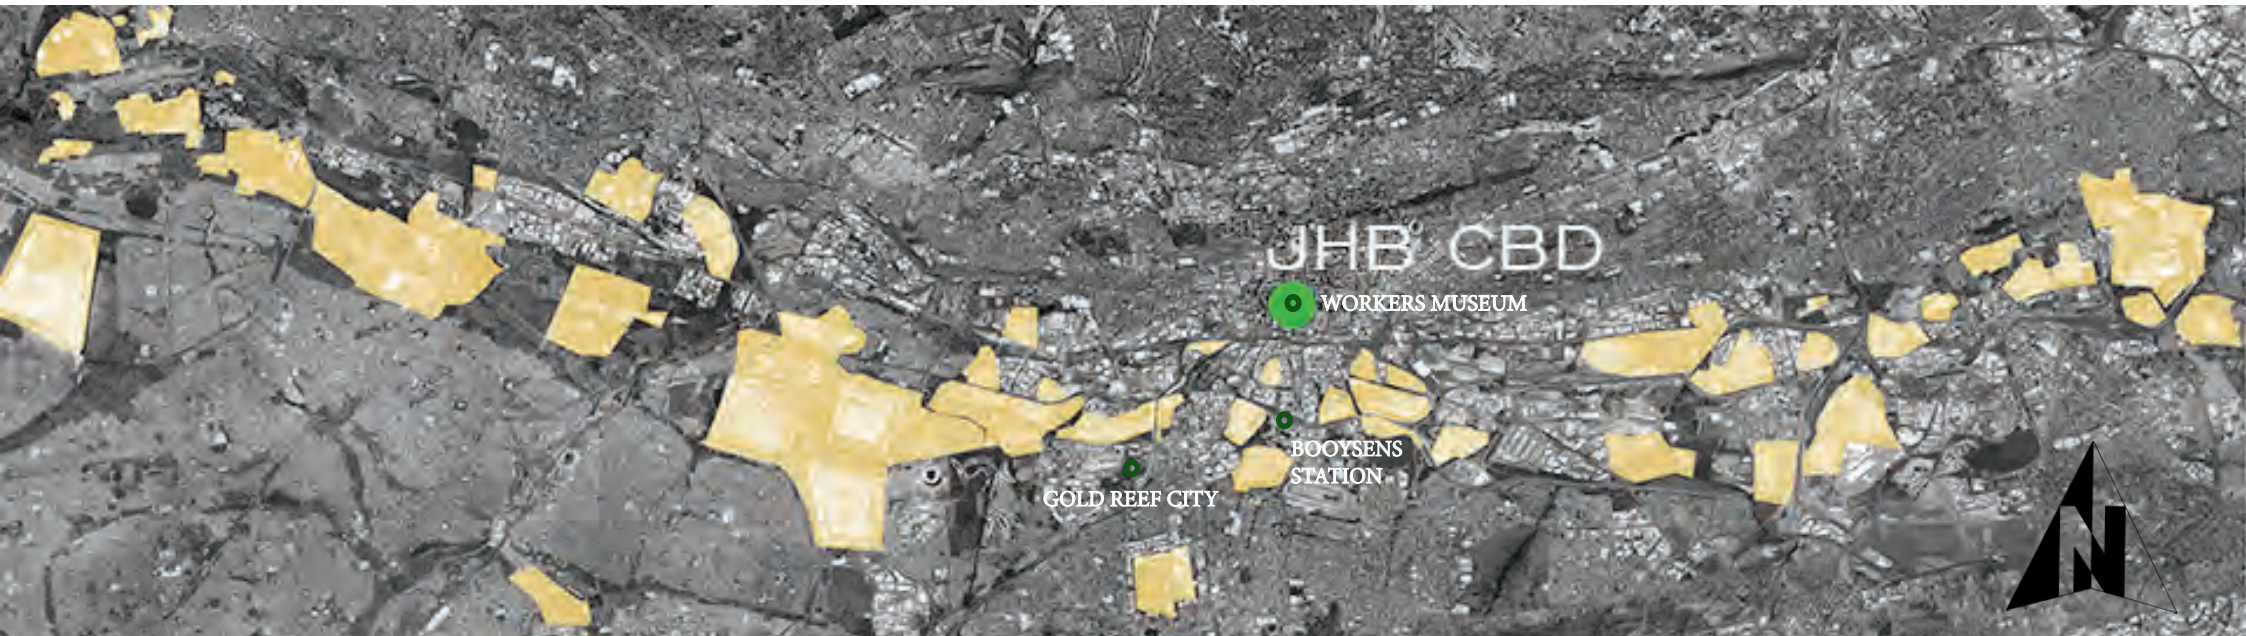 JHB CBD
WORKERS MUSEUM
BOOYSENS
STATION
GOLD REEF CITY
N